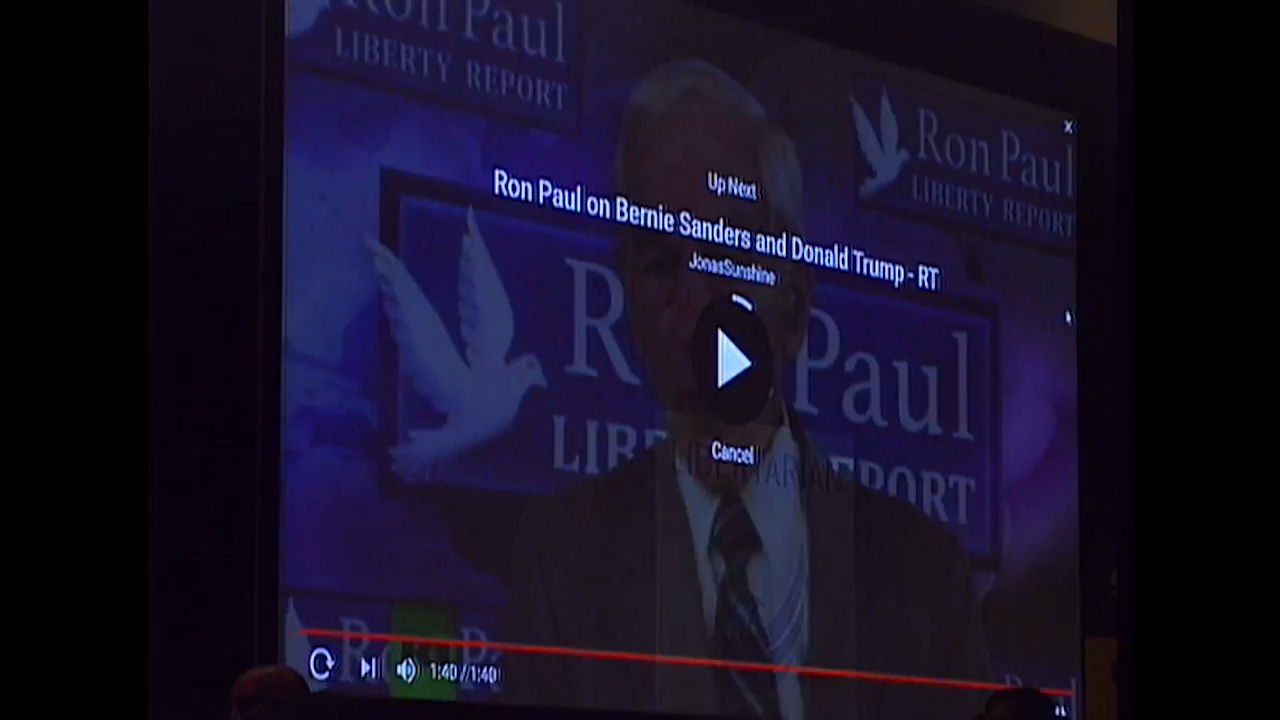 Ron Paul
LIBERTY REPORT
Ron Paul
LIBERTY REPORT
Up Next
Ron Paul on Bernie Sanders and Donald Trump - RT
JonasSunshine
Ron Paul
Cancel
LIBERTARIAN
REPORT
1:40 / 1:40